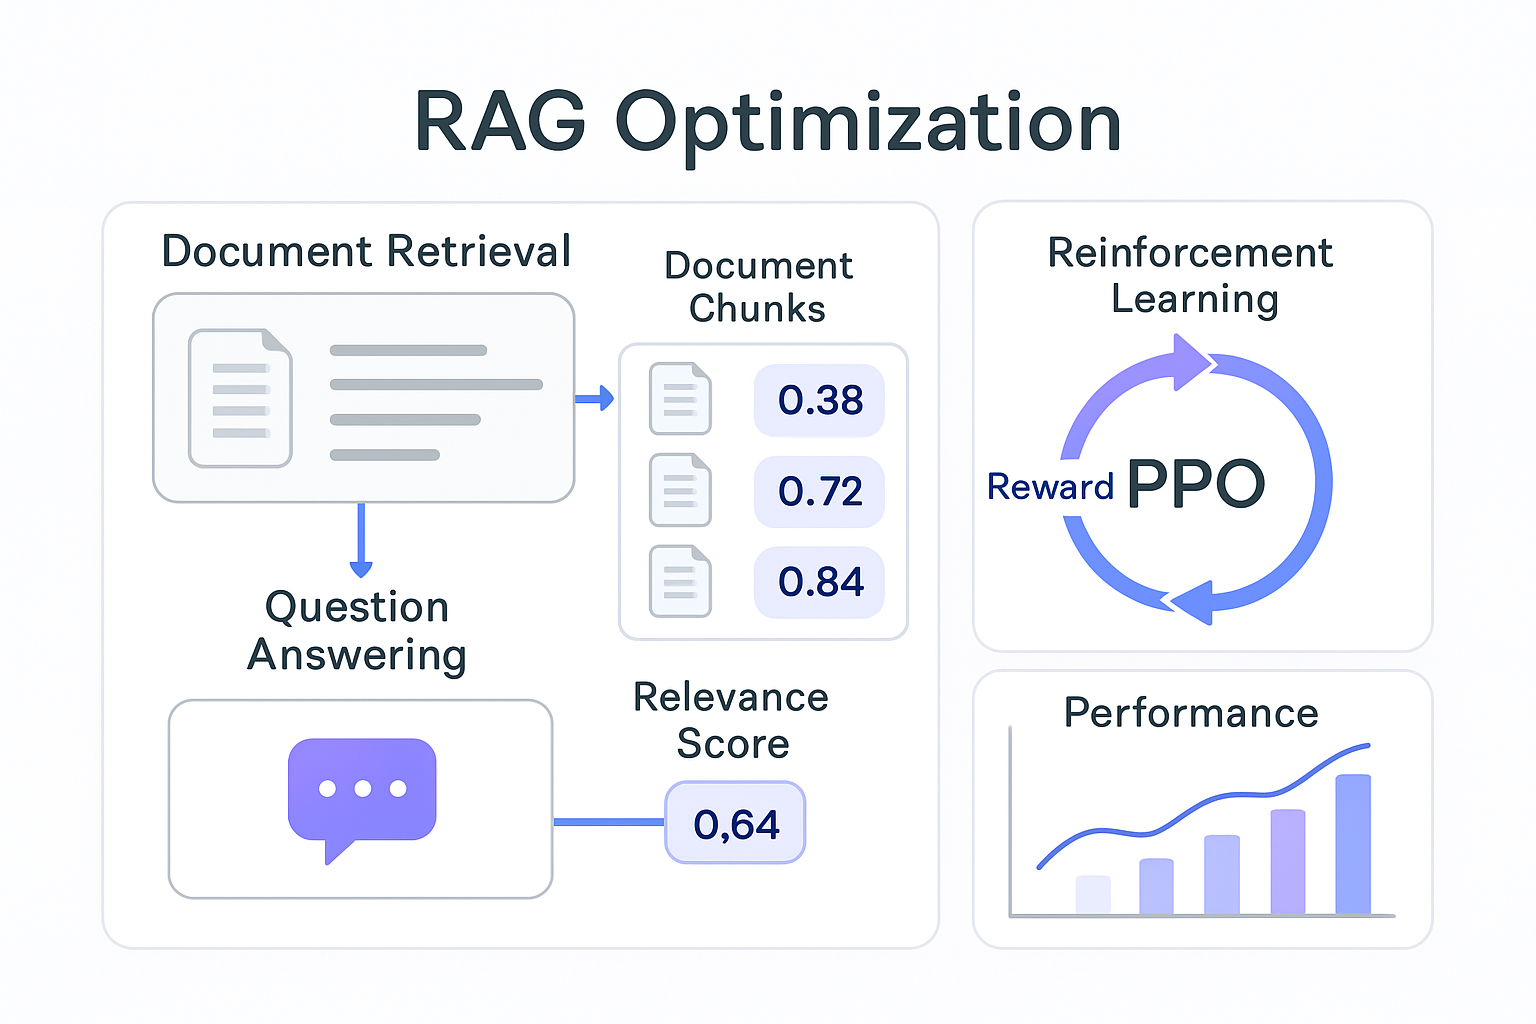 RAG Optimization
Document Retrieval
Document
Chunks
0.38
0.72
0.84
Question
Answering
Relevance
Score
0,64
Reinforcement
Learning
Reward
PPO
Performance